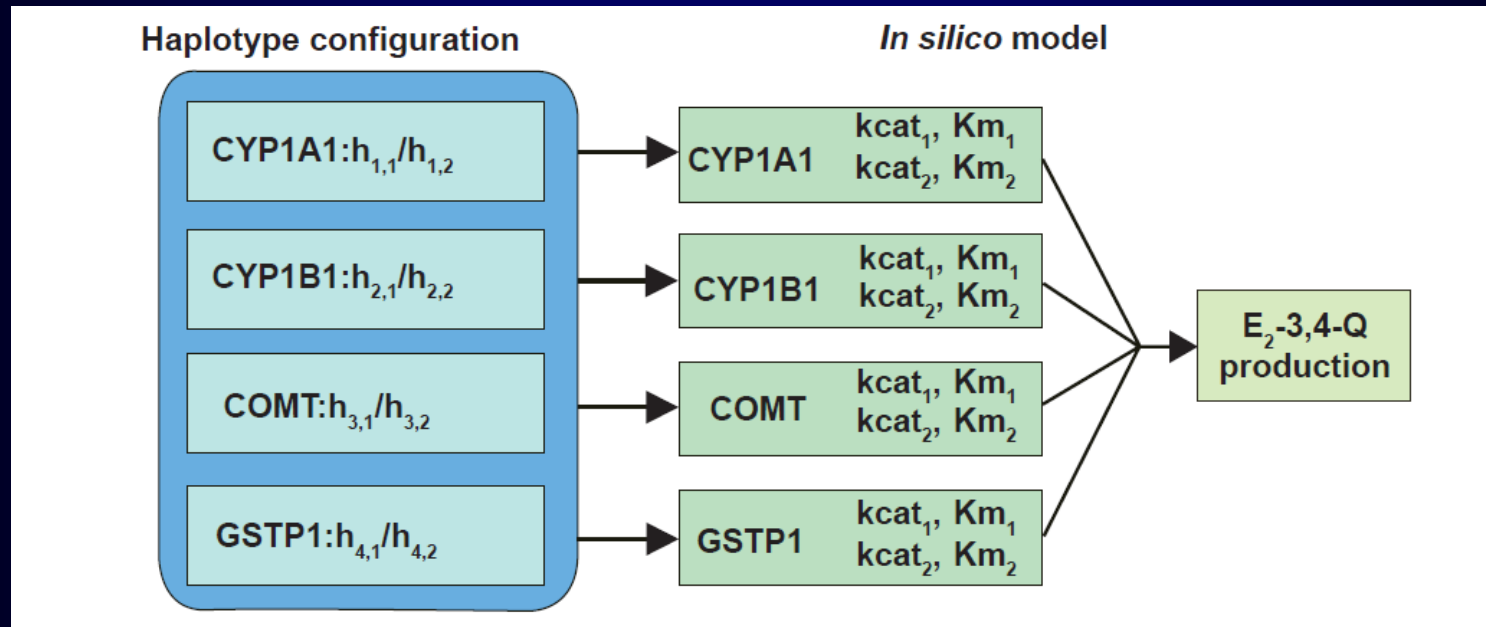 Haplotype configuration
In silico model
CYP1A1:h₁,₁/h₁,₂
CYP1A1
kcat₁, Km₁
kcat₂, Km₂
CYP1B1:h₂,₁/h₂,₂
CYP1B1
kcat₁, Km₁
kcat₂, Km₂
COMT:h₃,₁/h₃,₂
COMT
kcat₁, Km₁
kcat₂, Km₂
GSTP1:h₄,₁/h₄,₂
GSTP1
kcat₁, Km₁
kcat₂, Km₂
E₂-3,4-Q
production